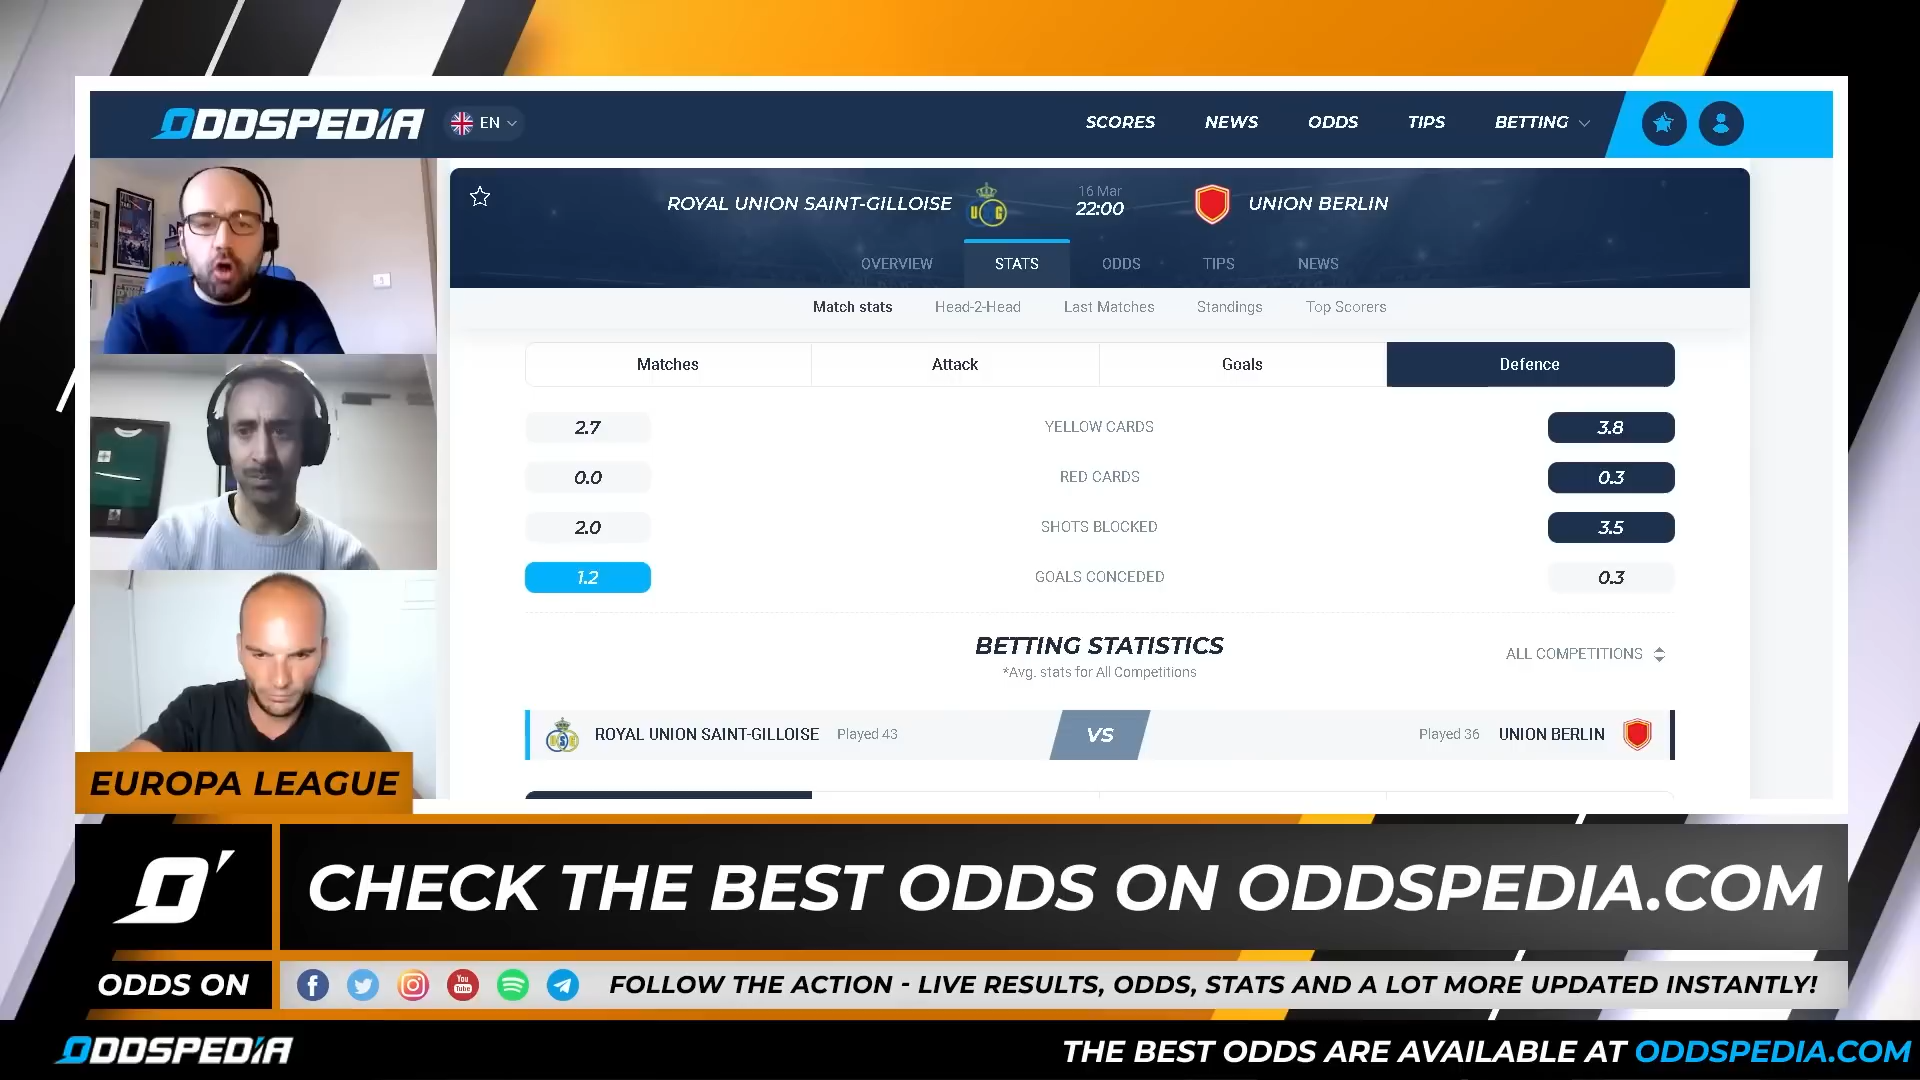 ODDSPEDIA
EN
SCORES
NEWS
ODDS
TIPS
BETTING
ROYAL UNION SAINT-GILLOISE
16 Mar
22:00
UNION BERLIN
OVERVIEW
STATS
ODDS
TIPS
NEWS
Match stats
Head-2-Head
Last Matches
Standings
Top Scorers
Matches
Attack
Goals
Defence
2.7 YELLOW CARDS 3.8
0.0 RED CARDS 0.3
2.0 SHOTS BLOCKED 3.5
1.2 GOALS CONCEDED 0.3
BETTING STATISTICS
*Avg. stats for All Competitions
ALL COMPETITIONS
ROYAL UNION SAINT-GILLOISE Played 43 VS Played 36 UNION BERLIN
EUROPA LEAGUE
O'
CHECK THE BEST ODDS ON ODDSPEDIA.COM
ODDS ON
You Tube
FOLLOW THE ACTION - LIVE RESULTS, ODDS, STATS AND A LOT MORE UPDATED INSTANTLY!
ODDSPEDIA
THE BEST ODDS ARE AVAILABLE AT ODDSPEDIA.COM